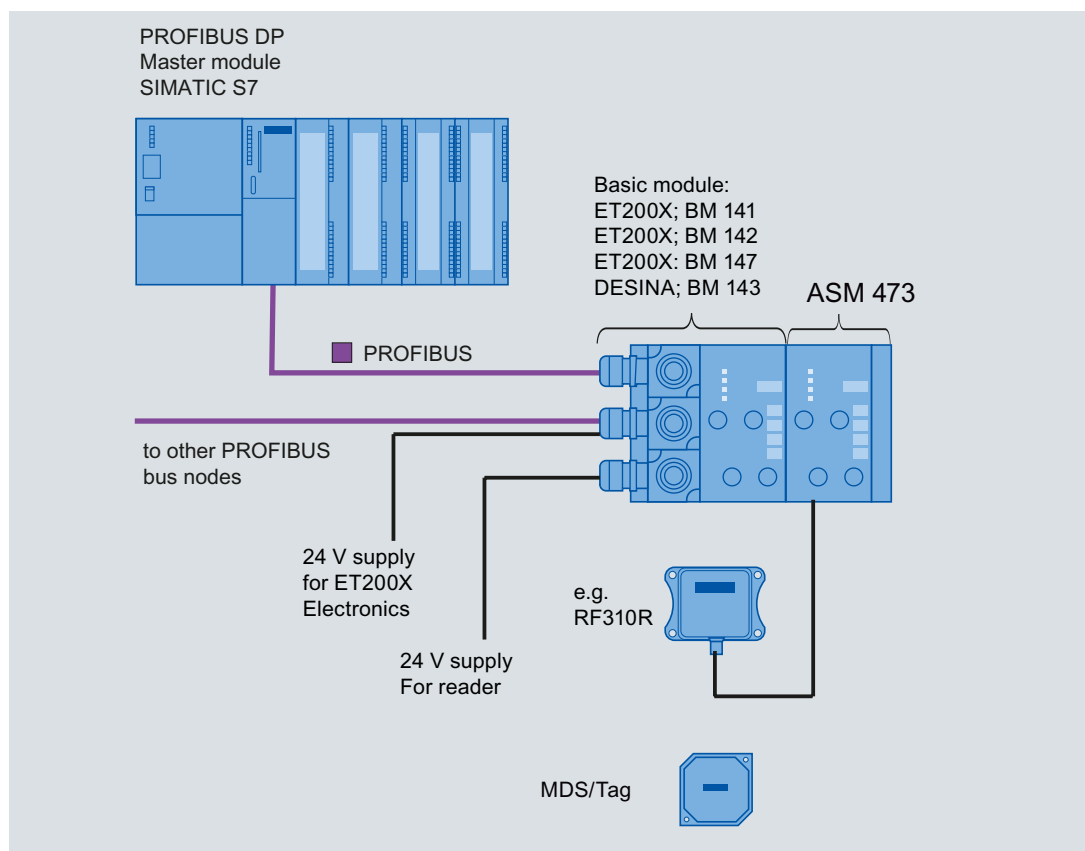 PROFIBUS DP
Master module
SIMATIC S7
Basic module:
ET200X; BM 141
ET200X; BM 142
ET200X: BM 147
DESINA; BM 143
ASM 473
PROFIBUS
to other PROFIBUS
bus nodes
24 V supply
for ET200X
Electronics
e.g.
RF310R
24 V supply
For reader
MDS/Tag